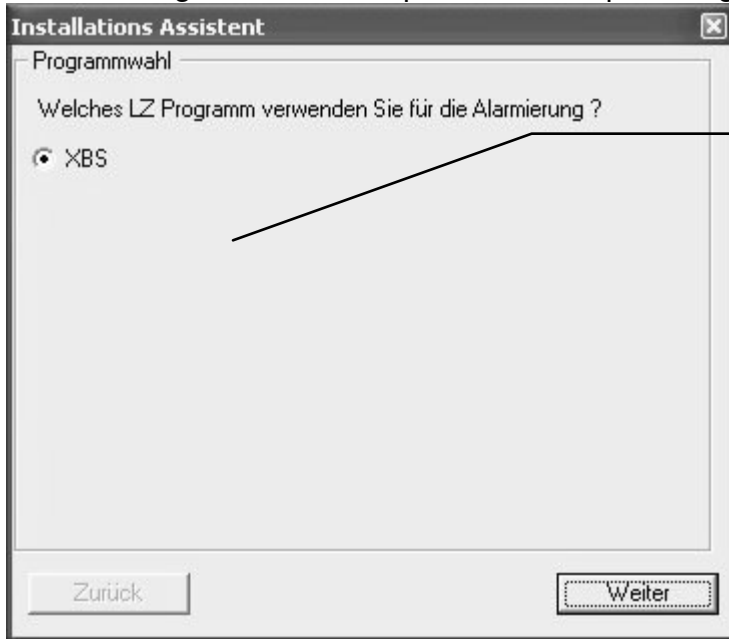 Installations Assistent
Programmwahl
Welches LZ Programm verwenden Sie für die Alarmierung ?
XBS
Zurück
Weiter